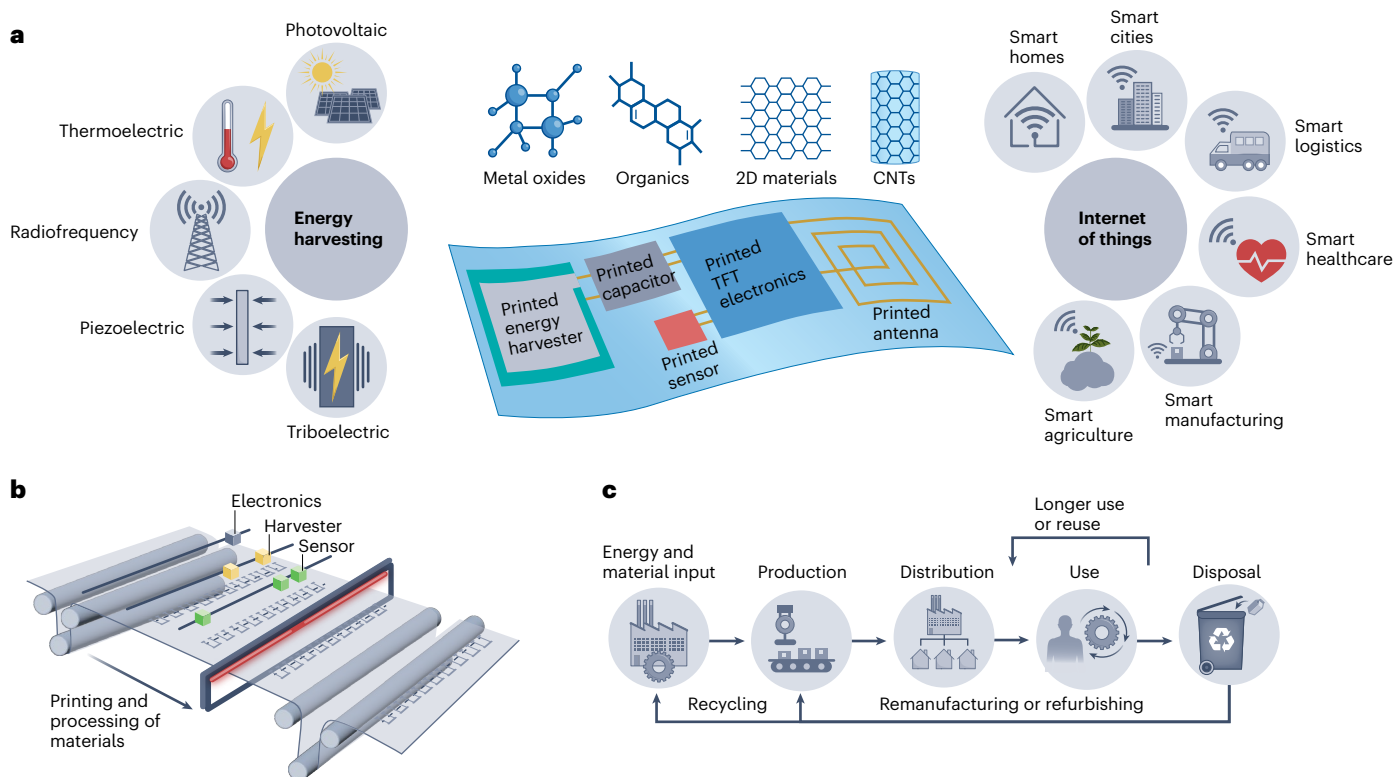 a
Photovoltaic
Thermoelectric
Radiofrequency
Piezoelectric
Triboelectric
Energy
harvesting
Metal oxides
Organics
2D materials
CNTs
Printed
energy
harvester
Printed
capacitor
Printed
sensor
Printed
TFT
electronics
Printed
antenna
Smart
homes
Smart
cities
Smart
logistics
Smart
healthcare
Smart
manufacturing
Smart
agriculture
Internet
of things
b
Electronics
Harvester
Sensor
Printing and
processing of
materials
c
Longer use
or reuse
Energy and
material input
Production
Distribution
Use
Disposal
Recycling
Remanufacturing or refurbishing